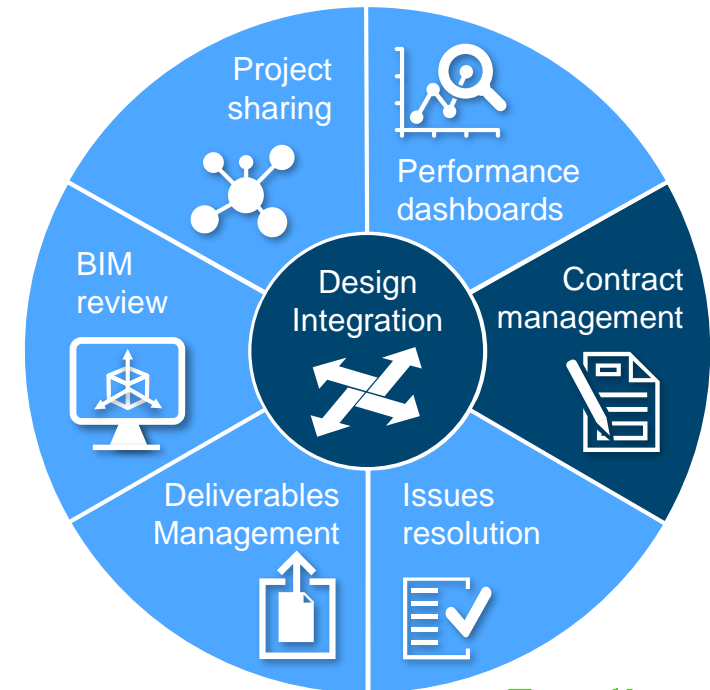 Project
sharing
Performance
dashboards
BIM
review
Design
Integration
Contract
management
Deliverables
Management
Issues
resolution